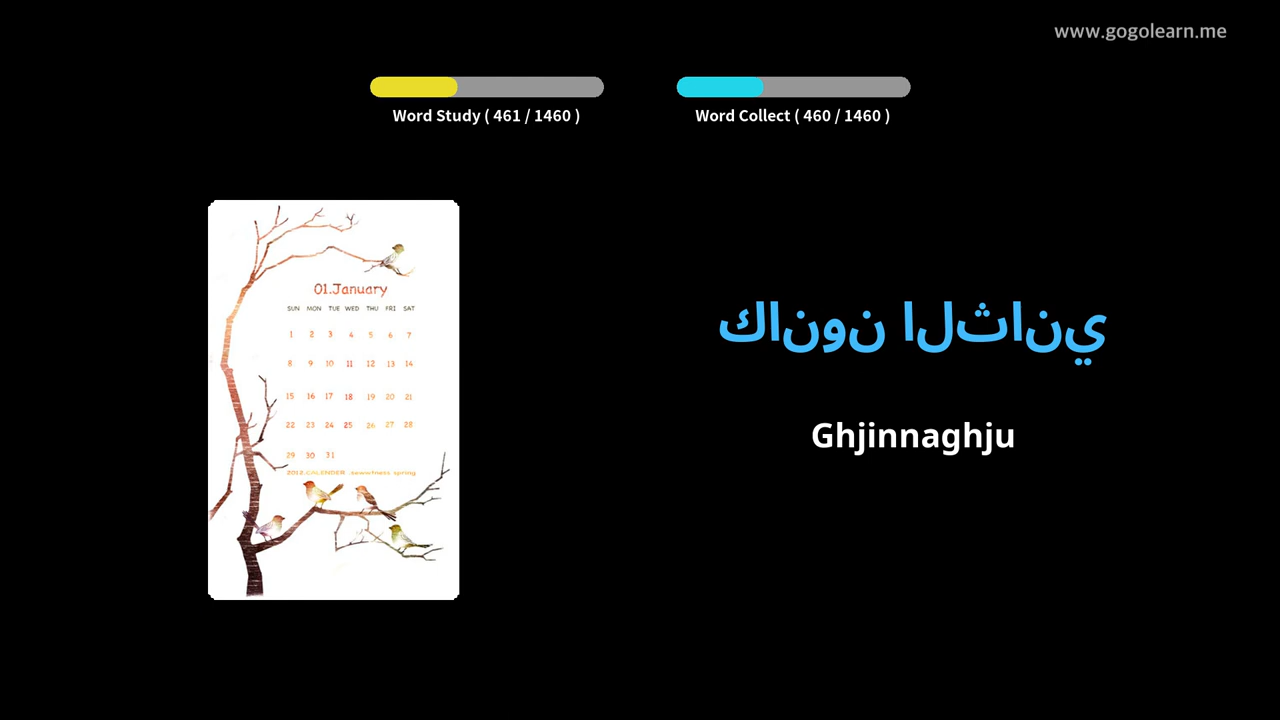 www.gogolearn.me
Word Study ( 461 / 1460 )
Word Collect ( 460 / 1460 )
01.January
SUN MON TUE WED THU FRI SAT
1 2 3 4 5 6 7
8 9 10 11 12 13 14
15 16 17 18 19 20 21
22 23 24 25 26 27 28
29 30 31
CALENDER spring
كانون الثاني
Ghjinnaghju